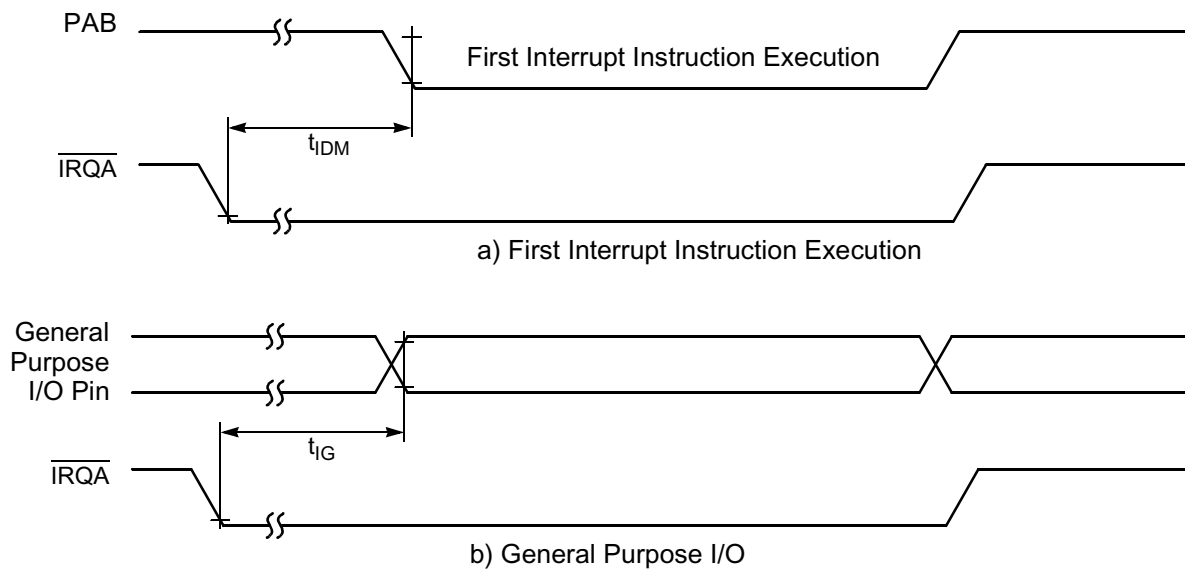 PAB
First Interrupt Instruction Execution
tIDM
IRQA
a) First Interrupt Instruction Execution
General
Purpose
I/O Pin
tIG
IRQA
b) General Purpose I/O